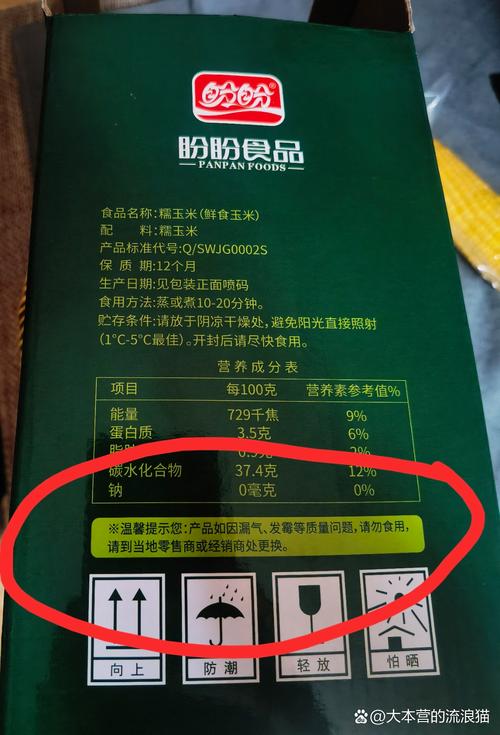 盼盼®
盼盼食品
PANPAN FOODS
食品名称:糯玉米(鲜食玉米)
配 料:糯玉米
产品标准代号:Q/SWJG0002S
保 质 期:12个月
生产日期:见包装正面喷码
食用方法:蒸或煮10-20分钟。
贮存条件:请放于阴凉干燥处,避免阳光直接照射
(1℃-5℃最佳)。开封后请尽快食用。
营养成分表
项目 每100克 营养素参考值%
能量 729千焦 9%
蛋白质 3.5克 6%
碳水化合物 37.4克 12%
钠 0毫克 0%
※温馨提示您:产品如因漏气、发霉等质量问题,请勿食用,
请到当地零售商或经销商处更换。
向上 防潮 轻放 怕晒
大本营的流浪猫